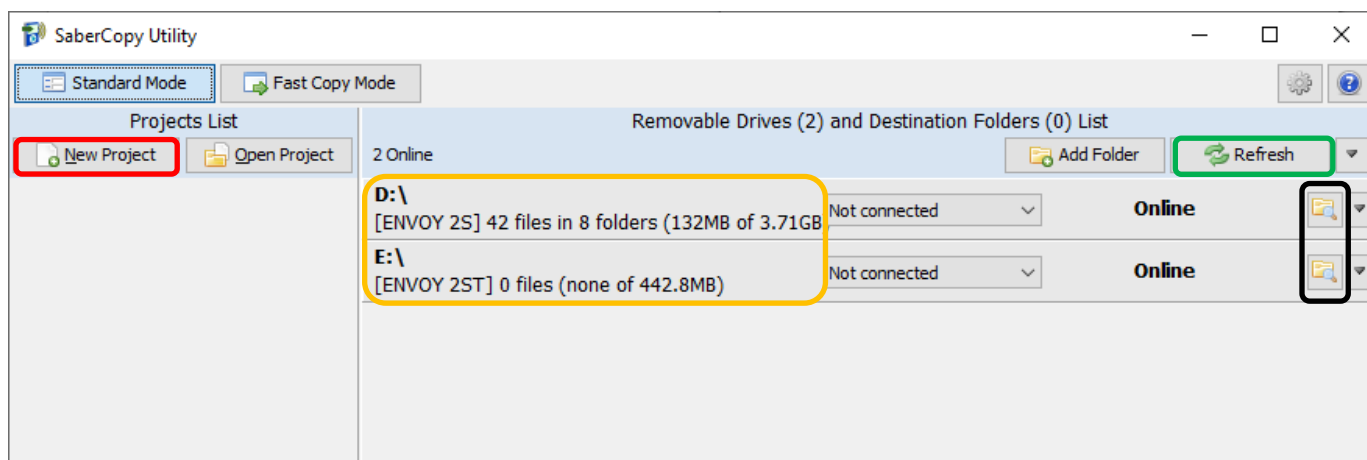 SaberCopy Utility
Standard Mode Fast Copy Mode
Projects List
New Project Open Project
Removable Drives (2) and Destination Folders (0) List
2 Online Add Folder Refresh
D:\
[ENVOY 2S] 42 files in 8 folders (132MB of 3.71GB
Not connected Online
E:\
[ENVOY 2ST] 0 files (none of 442.8MB)
Not connected Online